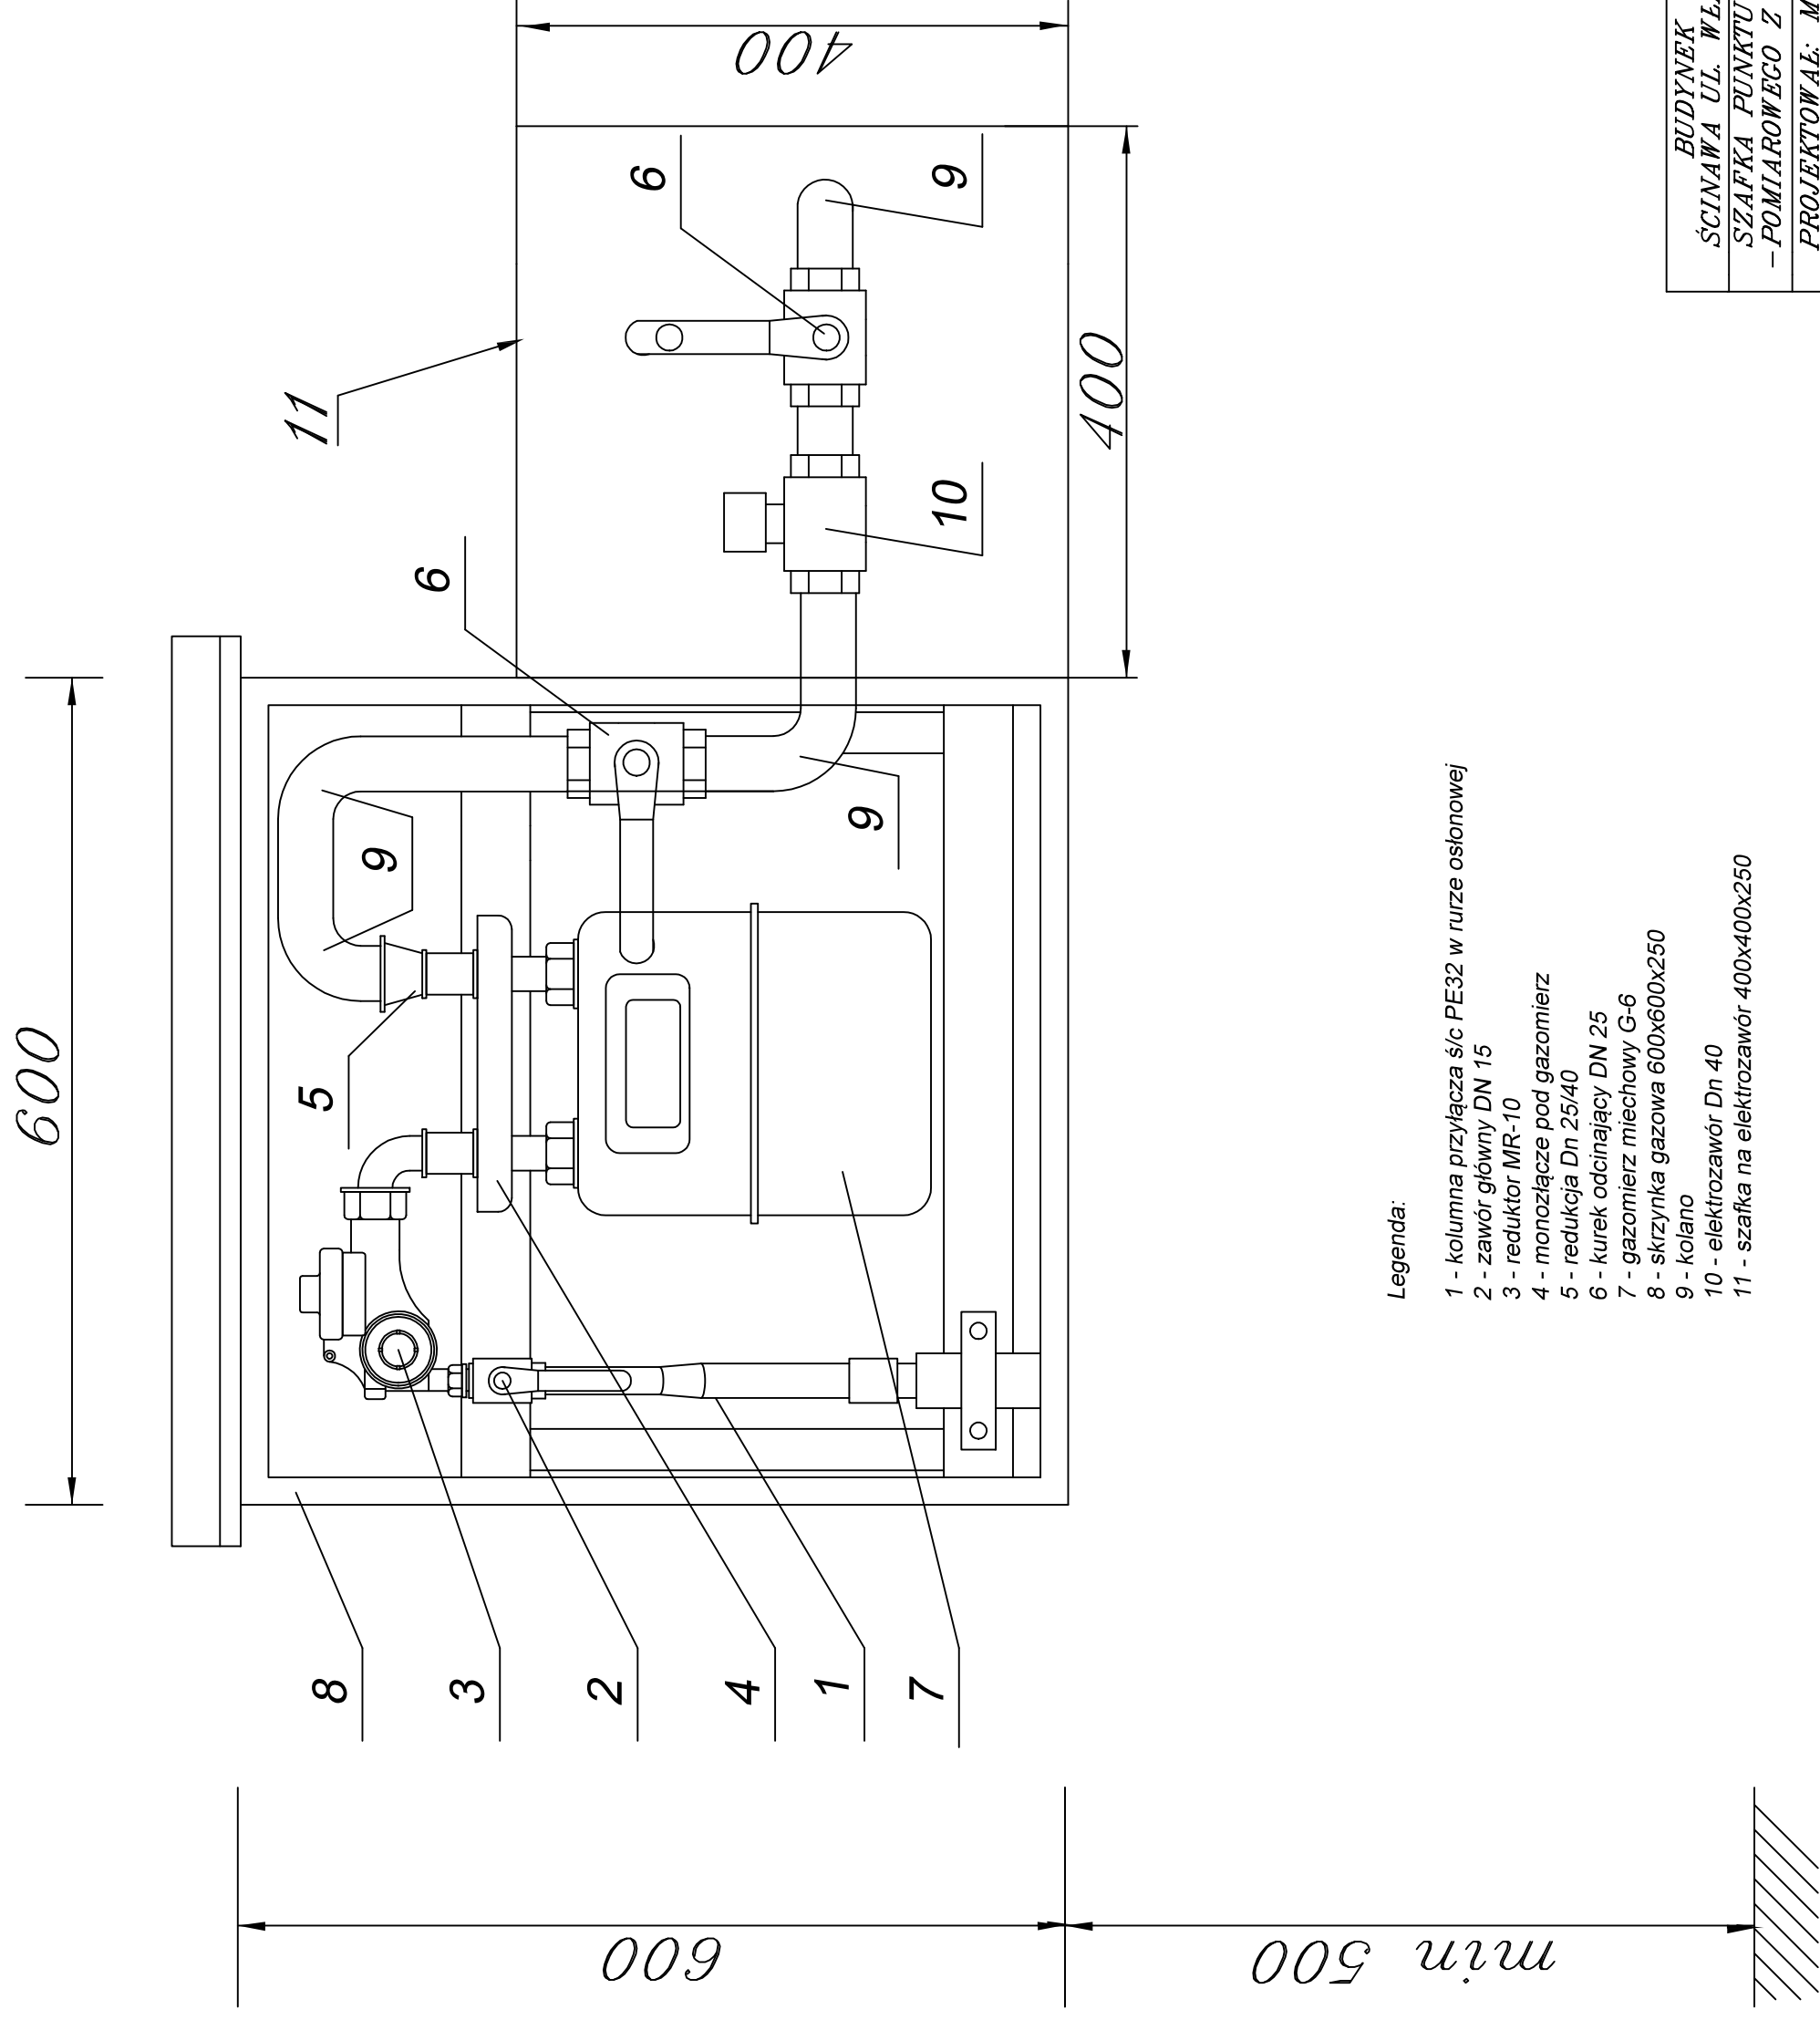 600
11
6
9
6
10
400
400
5
9
9
8
3
2
4
1
7
600
min 500
Legenda:
1 - kolumna przyłącza ś/c PE32 w rurze osłonowej
2 - zawór główny DN 15
3 - reduktor MR-10
4 - monozłącze pod gazomierz
5 - redukcja Dn 25/40
6 - kurek odcinający DN 25
7 - gazomierz miechowy G-6
8 - skrzynka gazowa 600x600x250
9 - kolano
10 - elektrozawór Dn 40
11 - szafka na elektrozawór 400x400x250
BUDYNEK
ŚCINAWA UL.
SZAFKA PUNKTU
-POMIAROWEGO Z
PROJEKTOWAŁ: